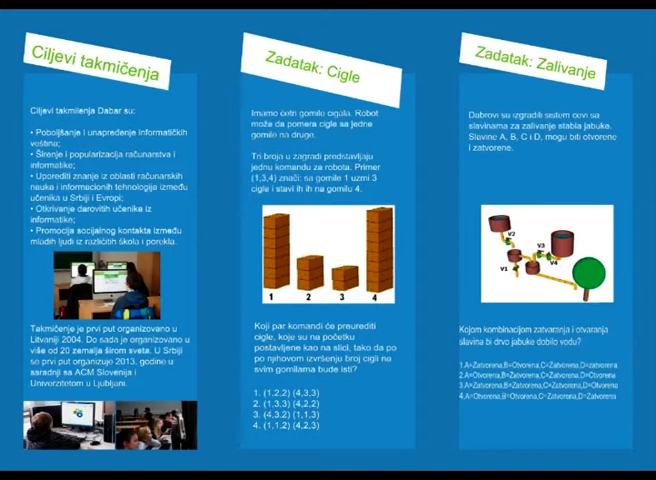 Ciljevi takmičenja
Ciljevi takmilenja Dabar su:
• Poboljšanje i unapređenje informatičkih
veština;
• Širenje i popularizacija računarstva i
informatike;
• Uporediti znanje iz oblasti računarskih
nauka i informacionih tehnologija između
učenika u Srbiji i Evropi;
• Otkrivanje darovitih učenika iz
informatike;
• Promocija socijalnog kontakta između
mladih ljudi iz različitih škola i porekla.
Takmičenje je prvi put organizovano u
Litvaniji 2004. Do sada je organizovano u
više od 20 zemalja širom sveta. U Srbiji
se prvi put organizuje 2013. godine u
saradnji sa ACM Slovenija i
Univerzitetom u Ljubljani.
Zadatak: Cigle
Imamo četri gomile cigala. Robot
može da pomera cigle sa jedne
gomile na druge.
Tri broja u zagradi predstavljaju
jednu komandu za robota. Primer
(1,3,4) znači: sa gomile 1 uzmi 3
cigle i stavi ih ih na gomilu 4.
1 2 3 4
Koji par komandi će preurediti
cigle, koje su na početku
postavljene kao na slici, tako da po
po njihovom izvršenju broj cigli na
svim gomilama bude isti?
1. (1,2,2) (4,3,3)
2. (1,3,3) (4,2,2)
3. (4,3,2) (1,1,3)
4. (1,1,2) (4,2,3)
Zadatak: Zalivanje
Dabrovi su izgradili sistem cevi sa
slavinama za zalivanje stabla jabuke.
Slavine A, B, C i D, mogu biti otvorene
i zatvorene.
V2
V3
V1
V4
Kojom kombinacijom zatvaranja i otvaranja
slavina bi drvo jabuke dobilo vodu?
1.A=Zatvorena,B=Otvorena,C=Zatvorena,D=zatvorena
2.A=Otvorena,B=Zatvorena,C=Zatvorena,D=Otvorena
3.A=Zatvorena,B=Zatvorena,C=Zatvorena,D=Otvorena
4.A=Otvorena,B=Otvorena,C=Zatvorena,D=Zatvorena